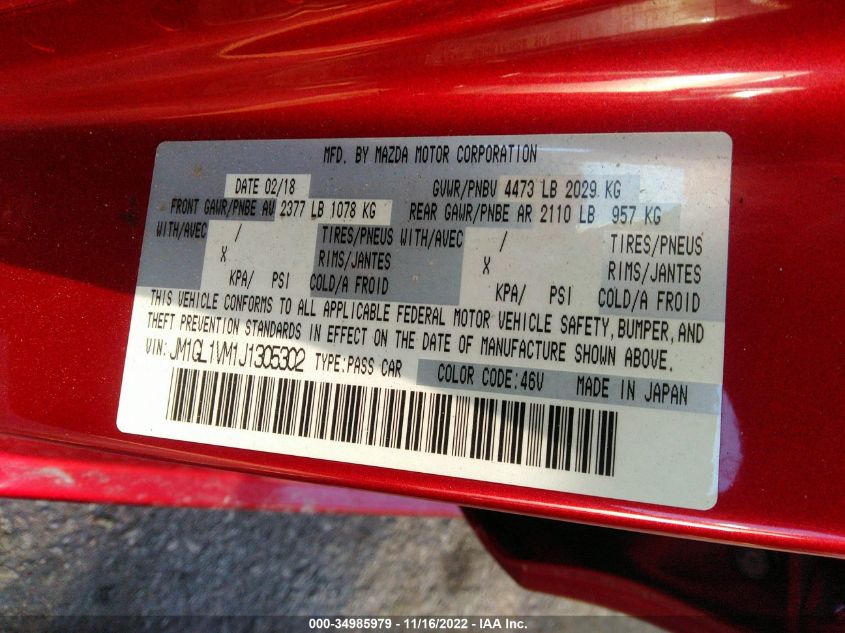 MFD. BY MAZDA MOTOR CORPORATION
DATE 02/18 GVWR/PNBV 4473 LB 2029 KG
FRONT GAWR/PNBE AV 2377 LB 1078 KG REAR GAWR/PNBE AR 2110 LB 957 KG
WITH/AVEC / TIRES/PNEUS WITH/AVEC / TIRES/PNEUS
X RIMS/JANTES X RIMS/JANTES
KPA/ PSI COLD/A FROID KPA/ PSI COLD/A FROID
THIS VEHICLE CONFORMS TO ALL APPLICABLE FEDERAL MOTOR VEHICLE SAFETY, BUMPER, AND
THEFT PREVENTION STANDARDS IN EFFECT ON THE DATE OF MANUFACTURE SHOWN ABOVE.
VIN: JM1GL1VM1J1305302 TYPE:PASS CAR COLOR CODE:46V MADE IN JAPAN
000-34985979 - 11/16/2022 - IAA Inc.